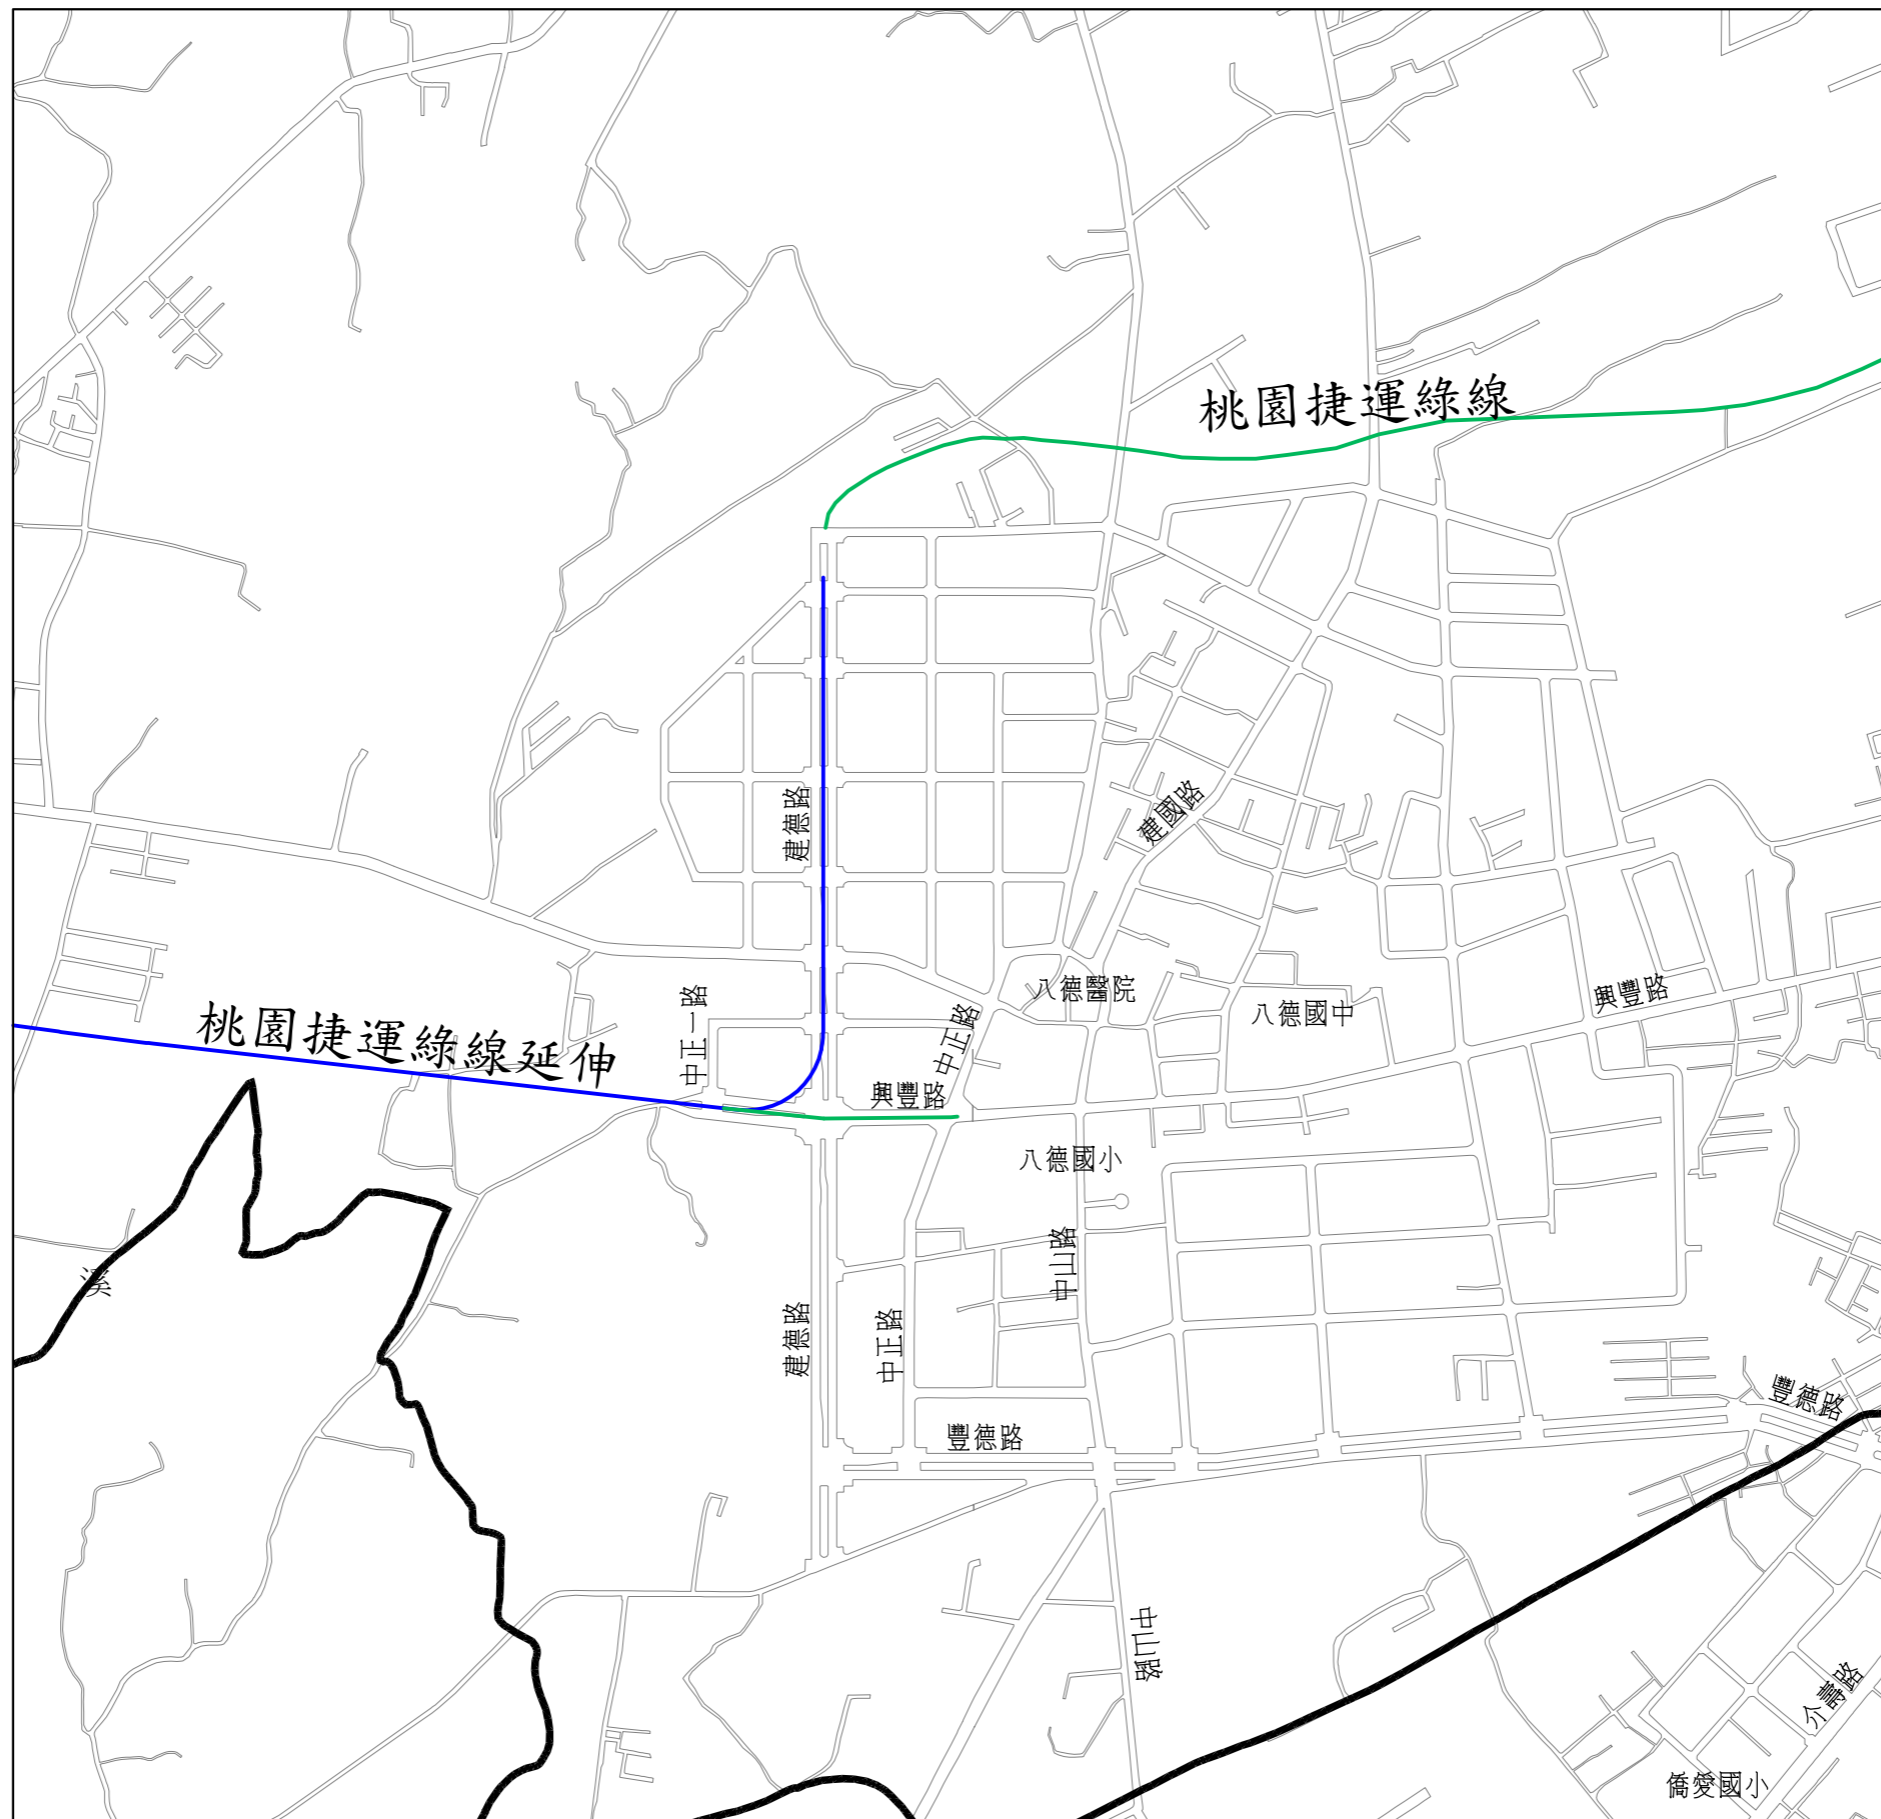 桃園捷運綠線
建德路
建國路
八德醫院
八德國中
興豐路
中正一路
中正路
桃園捷運綠線延伸
興豐路
八德國小
中山路
溪
建德路
中正路
豐德路
豐德路
中山路
介壽路
僑愛國小